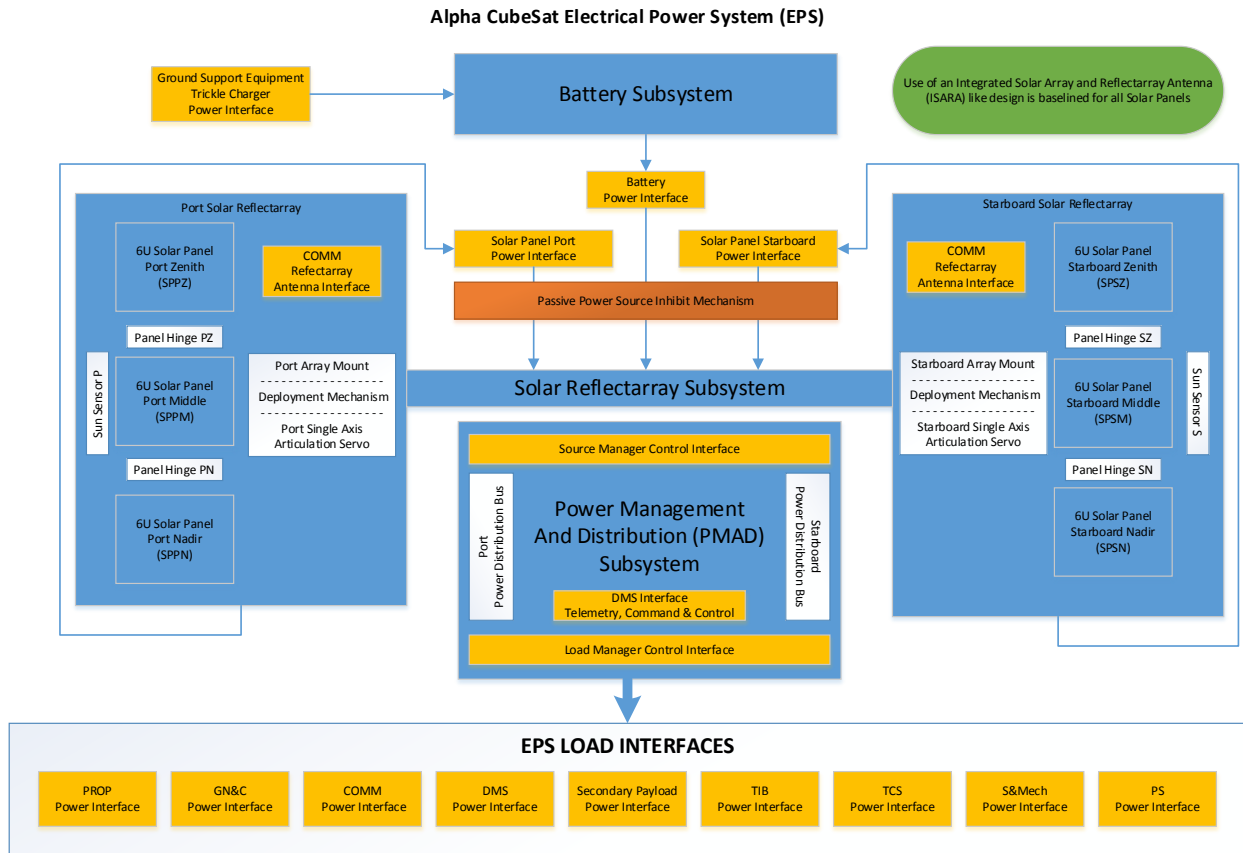 Alpha CubeSat Electrical Power System (EPS)
Ground Support Equipment
Trickle Charger
Power Interface
Battery Subsystem
Use of an Integrated Solar Array and Reflectarray Antenna
(ISARA) like design is baselined for all Solar Panels
Battery
Power Interface
Port Solar Reflectarray
6U Solar Panel
Port Zenith
(SPPZ)
COMM
Refectarray
Antenna Interface
Panel Hinge PZ
Sun Sensor P
6U Solar Panel
Port Middle
(SPPM)
Port Array Mount
Deployment Mechanism
Port Single Axis
Articulation Servo
Panel Hinge PN
6U Solar Panel
Port Nadir
(SPPN)
Solar Panel Port
Power Interface
Solar Panel Starboard
Power Interface
Passive Power Source Inhibit Mechanism
Solar Reflectarray Subsystem
Starboard Solar Reflectarray
COMM
Refectarray
Antenna Interface
6U Solar Panel
Starboard Zenith
(SPSZ)
Panel Hinge SZ
Starboard Array Mount
Deployment Mechanism
Starboard Single Axis
Articulation Servo
6U Solar Panel
Starboard Middle
(SPSM)
Sun Sensor S
Panel Hinge SN
6U Solar Panel
Starboard Nadir
(SPSN)
Source Manager Control Interface
Port
Power Distribution Bus
Power Management
And Distribution (PMAD)
Subsystem
Starboard
Power Distribution Bus
DMS Interface
Telemetry, Command & Control
Load Manager Control Interface
EPS LOAD INTERFACES
PROP
Power Interface
GN&C
Power Interface
COMM
Power Interface
DMS
Power Interface
Secondary Payload
Power Interface
TIB
Power Interface
TCS
Power Interface
S&Mech
Power Interface
PS
Power Interface